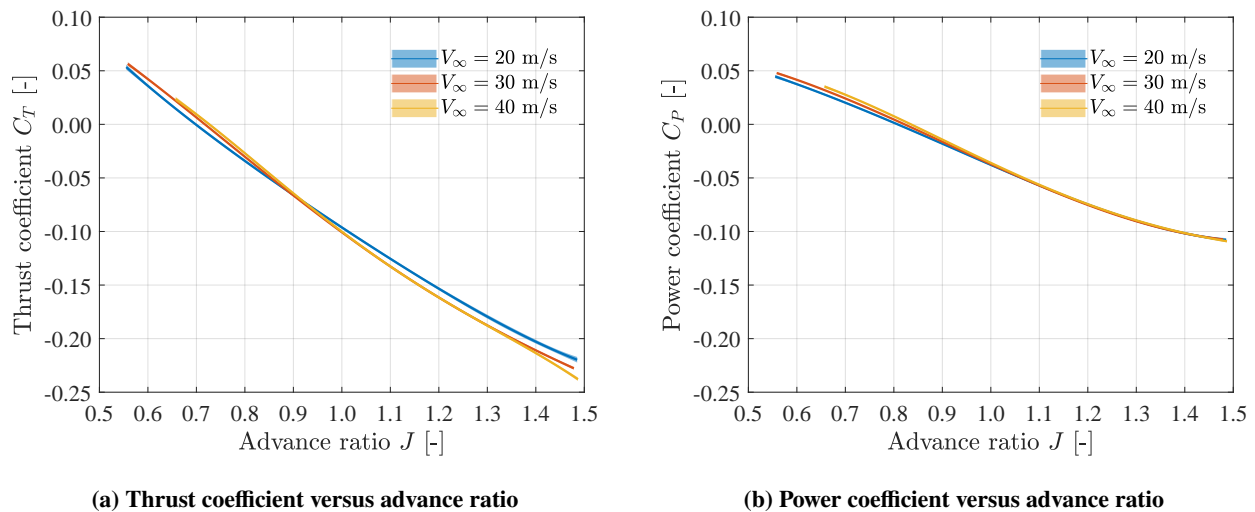 0.10
0.05
0.00
-0.05
-0.10
-0.15
-0.20
-0.25
Thrust coefficient C_T [-]
V_∞ = 20 m/s
V_∞ = 30 m/s
V_∞ = 40 m/s
0.5 0.6 0.7 0.8 0.9 1.0 1.1 1.2 1.3 1.4 1.5
Advance ratio J [-]
(a) Thrust coefficient versus advance ratio
0.10
0.05
0.00
-0.05
-0.10
-0.15
-0.20
-0.25
Power coefficient C_P [-]
V_∞ = 20 m/s
V_∞ = 30 m/s
V_∞ = 40 m/s
0.5 0.6 0.7 0.8 0.9 1.0 1.1 1.2 1.3 1.4 1.5
Advance ratio J [-]
(b) Power coefficient versus advance ratio